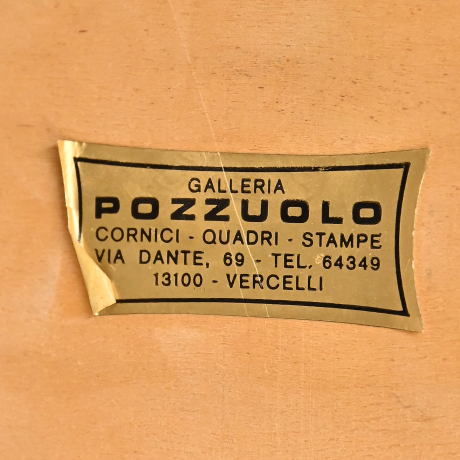 GALLERIA
POZZUOLO
CORNICI - QUADRI - STAMPE
VIA DANTE, 69 - TEL. 64349
13100 - VERCELLI